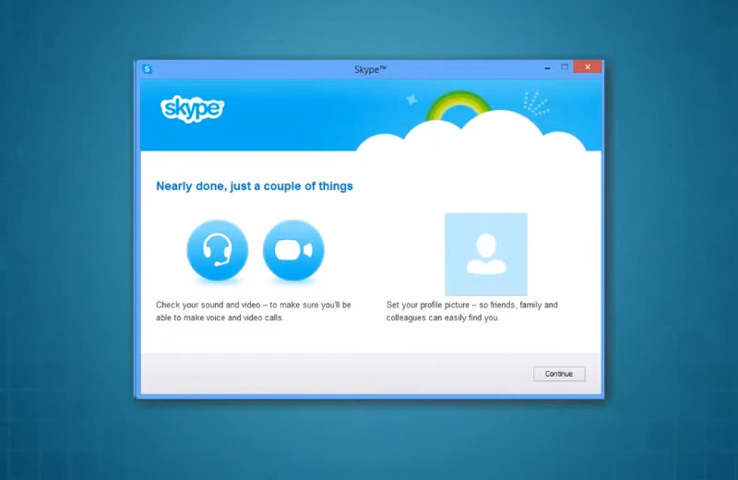 Skype™
skype
Nearly done, just a couple of things
Check your sound and video – to make sure you'll be
able to make voice and video calls.
Set your profile picture – so friends, family and
colleagues can easily find you.
Continue